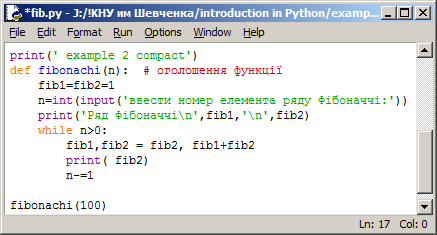 *fib.py - J:/!КНУ им Шевченка/introduction in Python/examp...
File Edit Format Run Options Windows Help
print(' example 2 compact')
def fibonachi(n):  # оголошення функції
    fib1=fib2=1
    n=int(input('ввести номер елемента ряду Фібоначчі:'))
    print('Ряд Фібоначчі\n',fib1,'\n',fib2)
    while n>0:
        fib1,fib2 = fib2, fib1+fib2
        print( fib2)
        n-=1
fibonachi(100)
Ln: 17 Col: 0